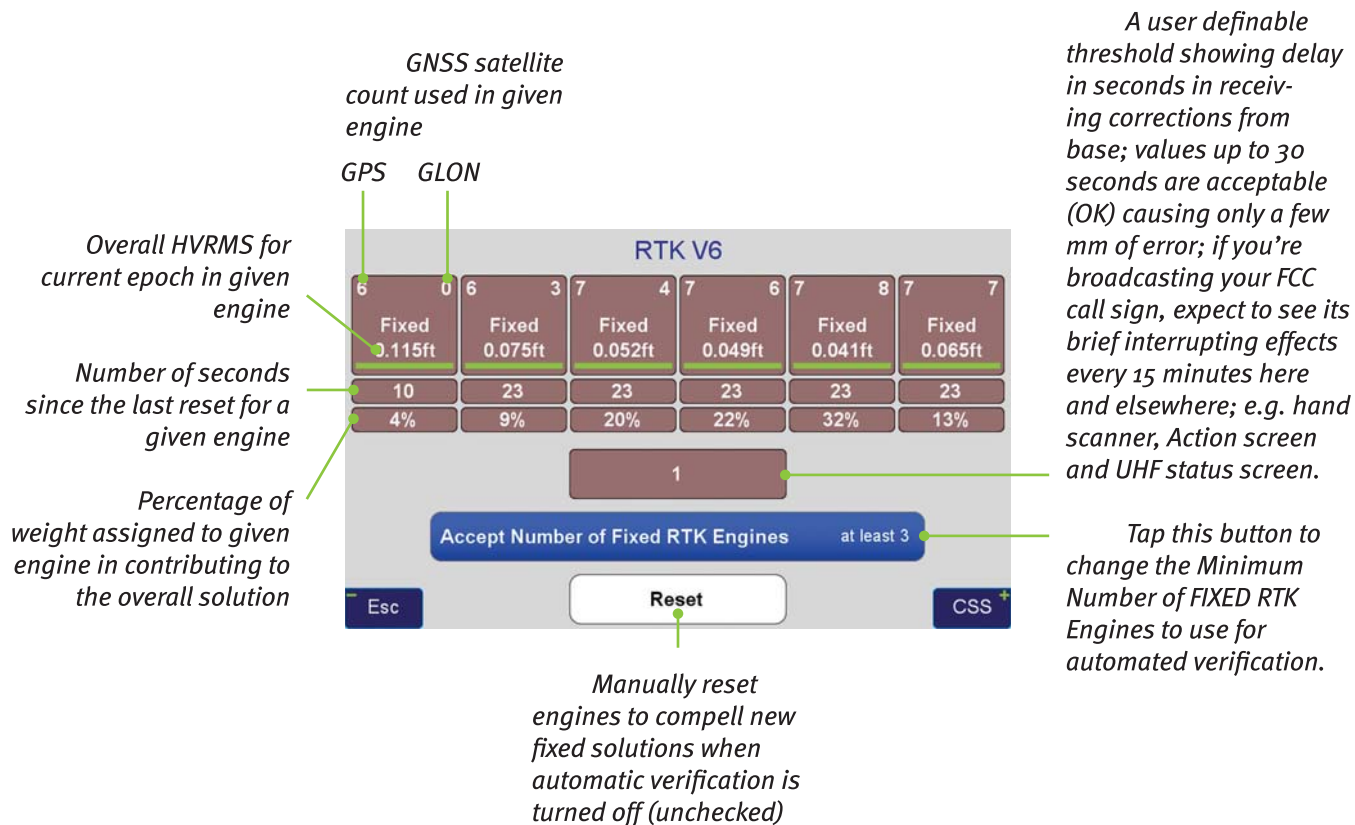 GNSS satellite
count used in given
engine
GPS GLON
Overall HVRMS for
current epoch in given
engine
Number of seconds
since the last reset for a
given engine
Percentage of
weight assigned to given
engine in contributing to
the overall solution
RTK V6
6 0 6 3 7 4 7 6 7 8 7 7
Fixed Fixed Fixed Fixed Fixed Fixed
0.115ft 0.075ft 0.052ft 0.049ft 0.041ft 0.065ft
10 23 23 23 23 23
4% 9% 20% 22% 32% 13%
1
Accept Number of Fixed RTK Engines at least 3
- Esc Reset CSS +
Manually reset
engines to compell new
fixed solutions when
automatic verification is
turned off (unchecked)
A user definable
threshold showing delay
in seconds in receiv-
ing corrections from
base; values up to 30
seconds are acceptable
(OK) causing only a few
mm of error; if you're
broadcasting your FCC
call sign, expect to see its
brief interrupting effects
every 15 minutes here
and elsewhere; e.g. hand
scanner, Action screen
and UHF status screen.
Tap this button to
change the Minimum
Number of FIXED RTK
Engines to use for
automated verification.